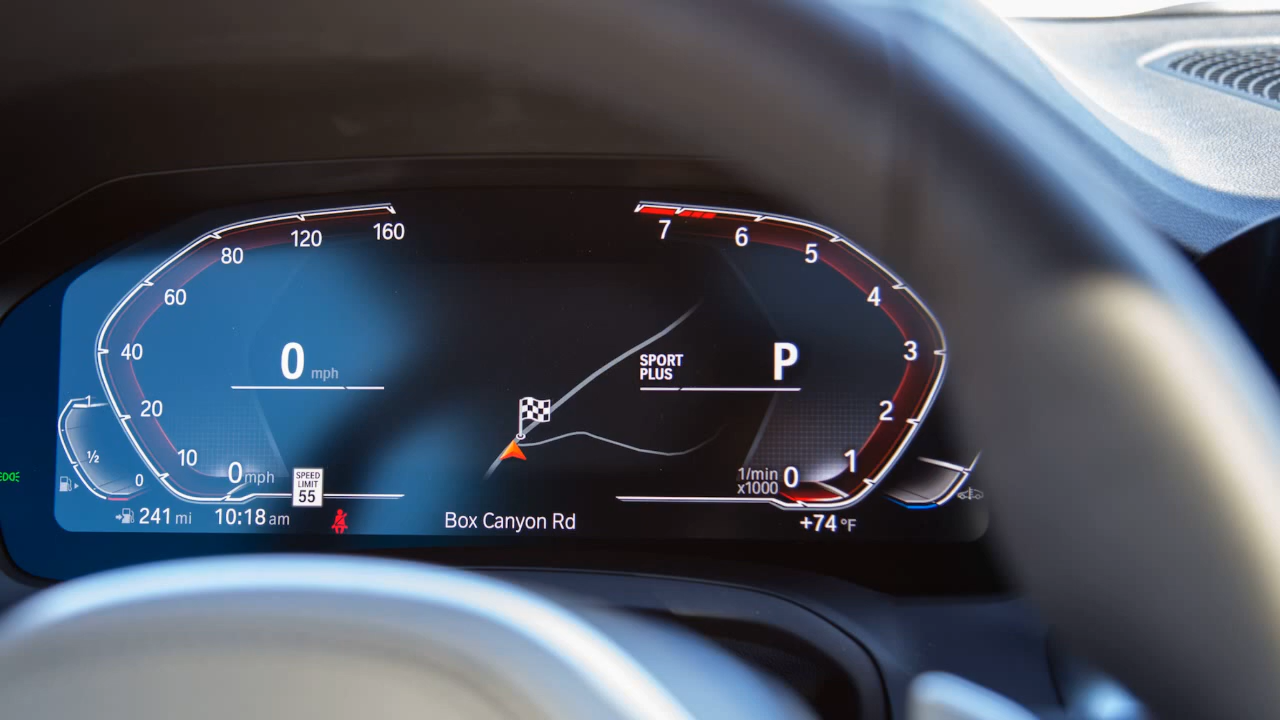 160
120
80
60
40
20
10
0 mph
0 mph
1
½
0
SPEED
LIMIT
55
241 mi
10:18 am
Box Canyon Rd
SPORT
PLUS
P
7
6
5
4
3
2
1
0
1/min
x1000
+74 °F